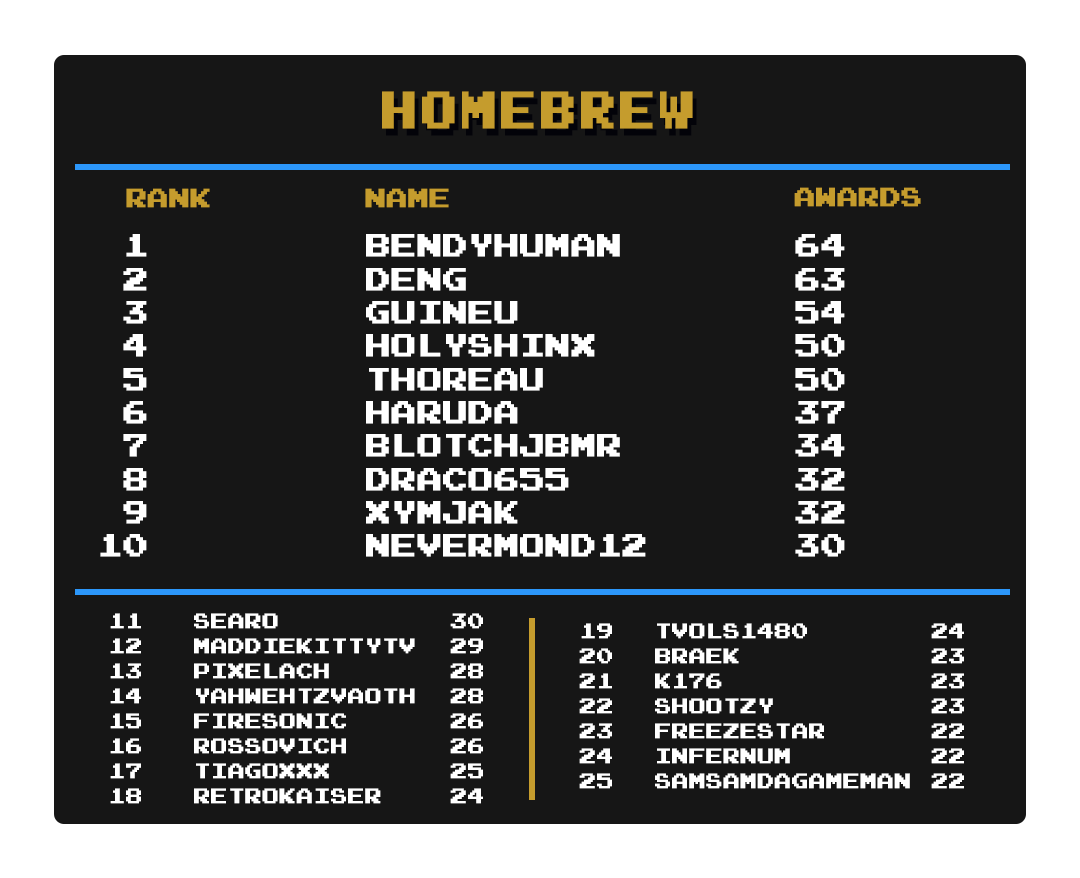 HOMEBREW
RANK NAME AWARDS
1 BENDYHUMAN 64
2 DENG 63
3 GUINEU 54
4 HOLYSHINX 50
5 THOREAU 50
6 HARUDA 37
7 BLOTCHJBMR 34
8 DRACO655 32
9 XYMJAK 32
10 NEVERMOND12 30
11 SEARO 30
12 MADDIEKITTYTV 29
13 PIXELACH 28
14 YAHWEHTZVAOTH 28
15 FIRESONIC 26
16 ROSSOVICH 26
17 TIAGOXXX 25
18 RETROKAISER 24
19 TVOLS1480 24
20 BRAEK 23
21 K176 23
22 SHOOTZY 23
23 FREEZESTAR 22
24 INFERNUM 22
25 SAMSAMDAGAMEMAN 22